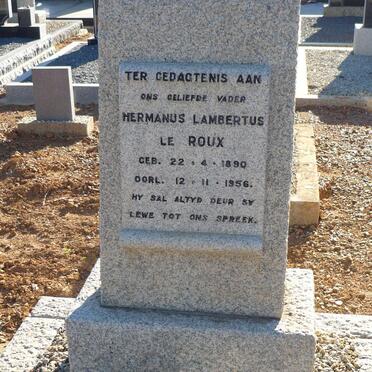 TER GEDAGTENIS AAN
ONS GELIEFDE VADER
HERMANUS LAMBERTUS
LE ROUX
GEB. 22 · 4 · 1890
OORL. 12 · 11 · 1956.
HY SAL ALTYD DEUR SY
LEWE TOT ONS SPREEK.